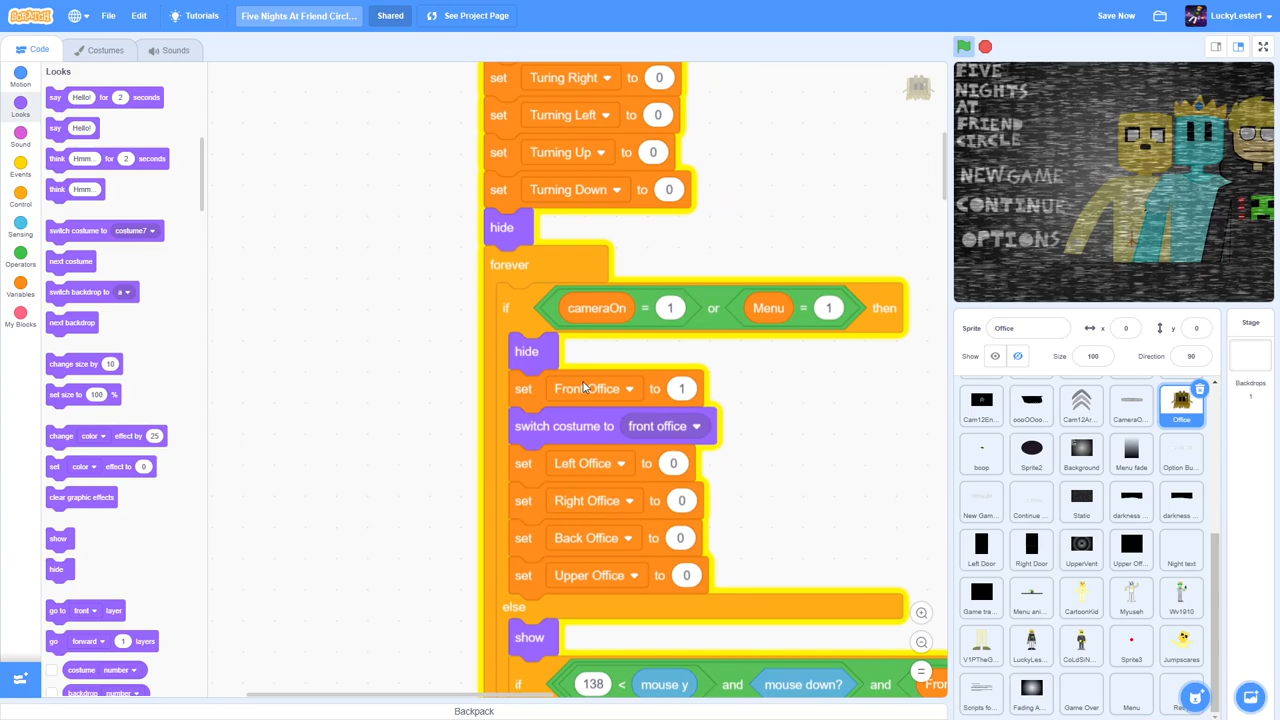 SCRATCH
File
Edit
Tutorials
Five Nights At Friend Circl...
Shared
See Project Page
Save Now
LuckyLester1
Code
Costumes
Sounds
Motion
Looks
Sound
Events
Control
Sensing
Operators
Variables
My Blocks
Looks
say Hello! for 2 seconds
say Hello!
think Hmm... for 2 seconds
think Hmm...
switch costume to costume7
next costume
switch backdrop to a
next backdrop
change size by 10
set size to 100 %
change color effect by 25
set color effect to 0
clear graphic effects
show
hide
go to front layer
go forward 1 layers
costume number
backdrop number
set Turing Right to 0
set Turning Left to 0
set Turning Up to 0
set Turning Down to 0
hide
forever
if cameraOn = 1 or Menu = 1 then
hide
set Front Office to 1
switch costume to front office
set Left Office to 0
set Right Office to 0
set Back Office to 0
set Upper Office to 0
else
show
if 138 < mouse y and mouse down? and
Backpack
FIVE
NIGHTS
AT
FRIEND
CIRCLE
NEW GAME
CONTINUE
OPTIONS
Sprite Office x 0 y 0
Show Size 100 Direction 90
Stage
Backdrops
1
Cam12En... oooOOoo... Cam12Ar... CameraO... Office
boop Sprite2 Background Menu fade Option Bu...
New Gam... Continue ... Static darkness ... darkness ...
Left Door Right Door UpperVent Upper Off... Night text
Game tra... Menu ani... CartoonKid Myuseh Wv1910
V1PTheG... LuckyLes... CoLdSiN... Sprite3 Jumpscares
Scripts fo... Fading A... Game Over Menu